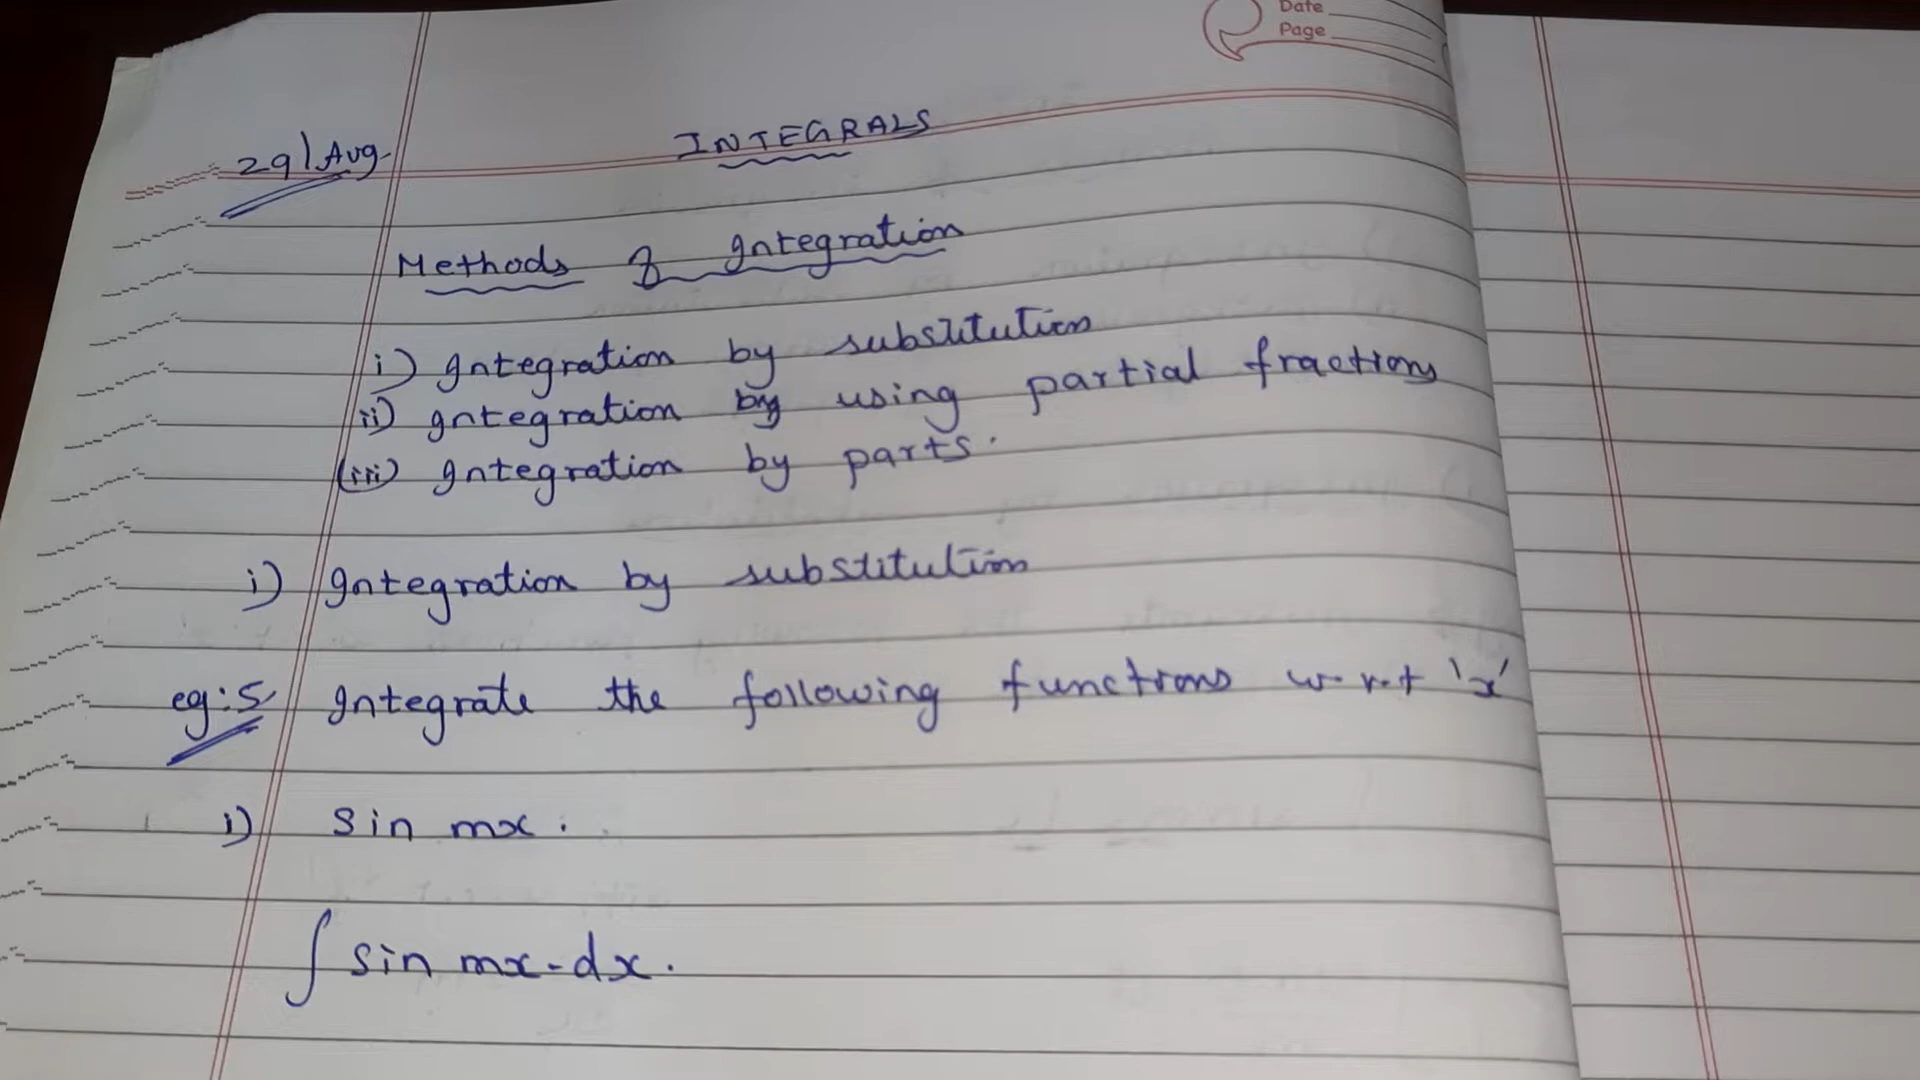 Date
Page
29/Aug.
INTEGRALS
Methods of Integration
i) Integration by substitution
ii) Integration by using partial fractions
(iii) Integration by parts.
i) Integration by substitution
eg:5 Integrate the following functions w.r.t 'x'
i) Sin mx.
∫ sin mx.dx.